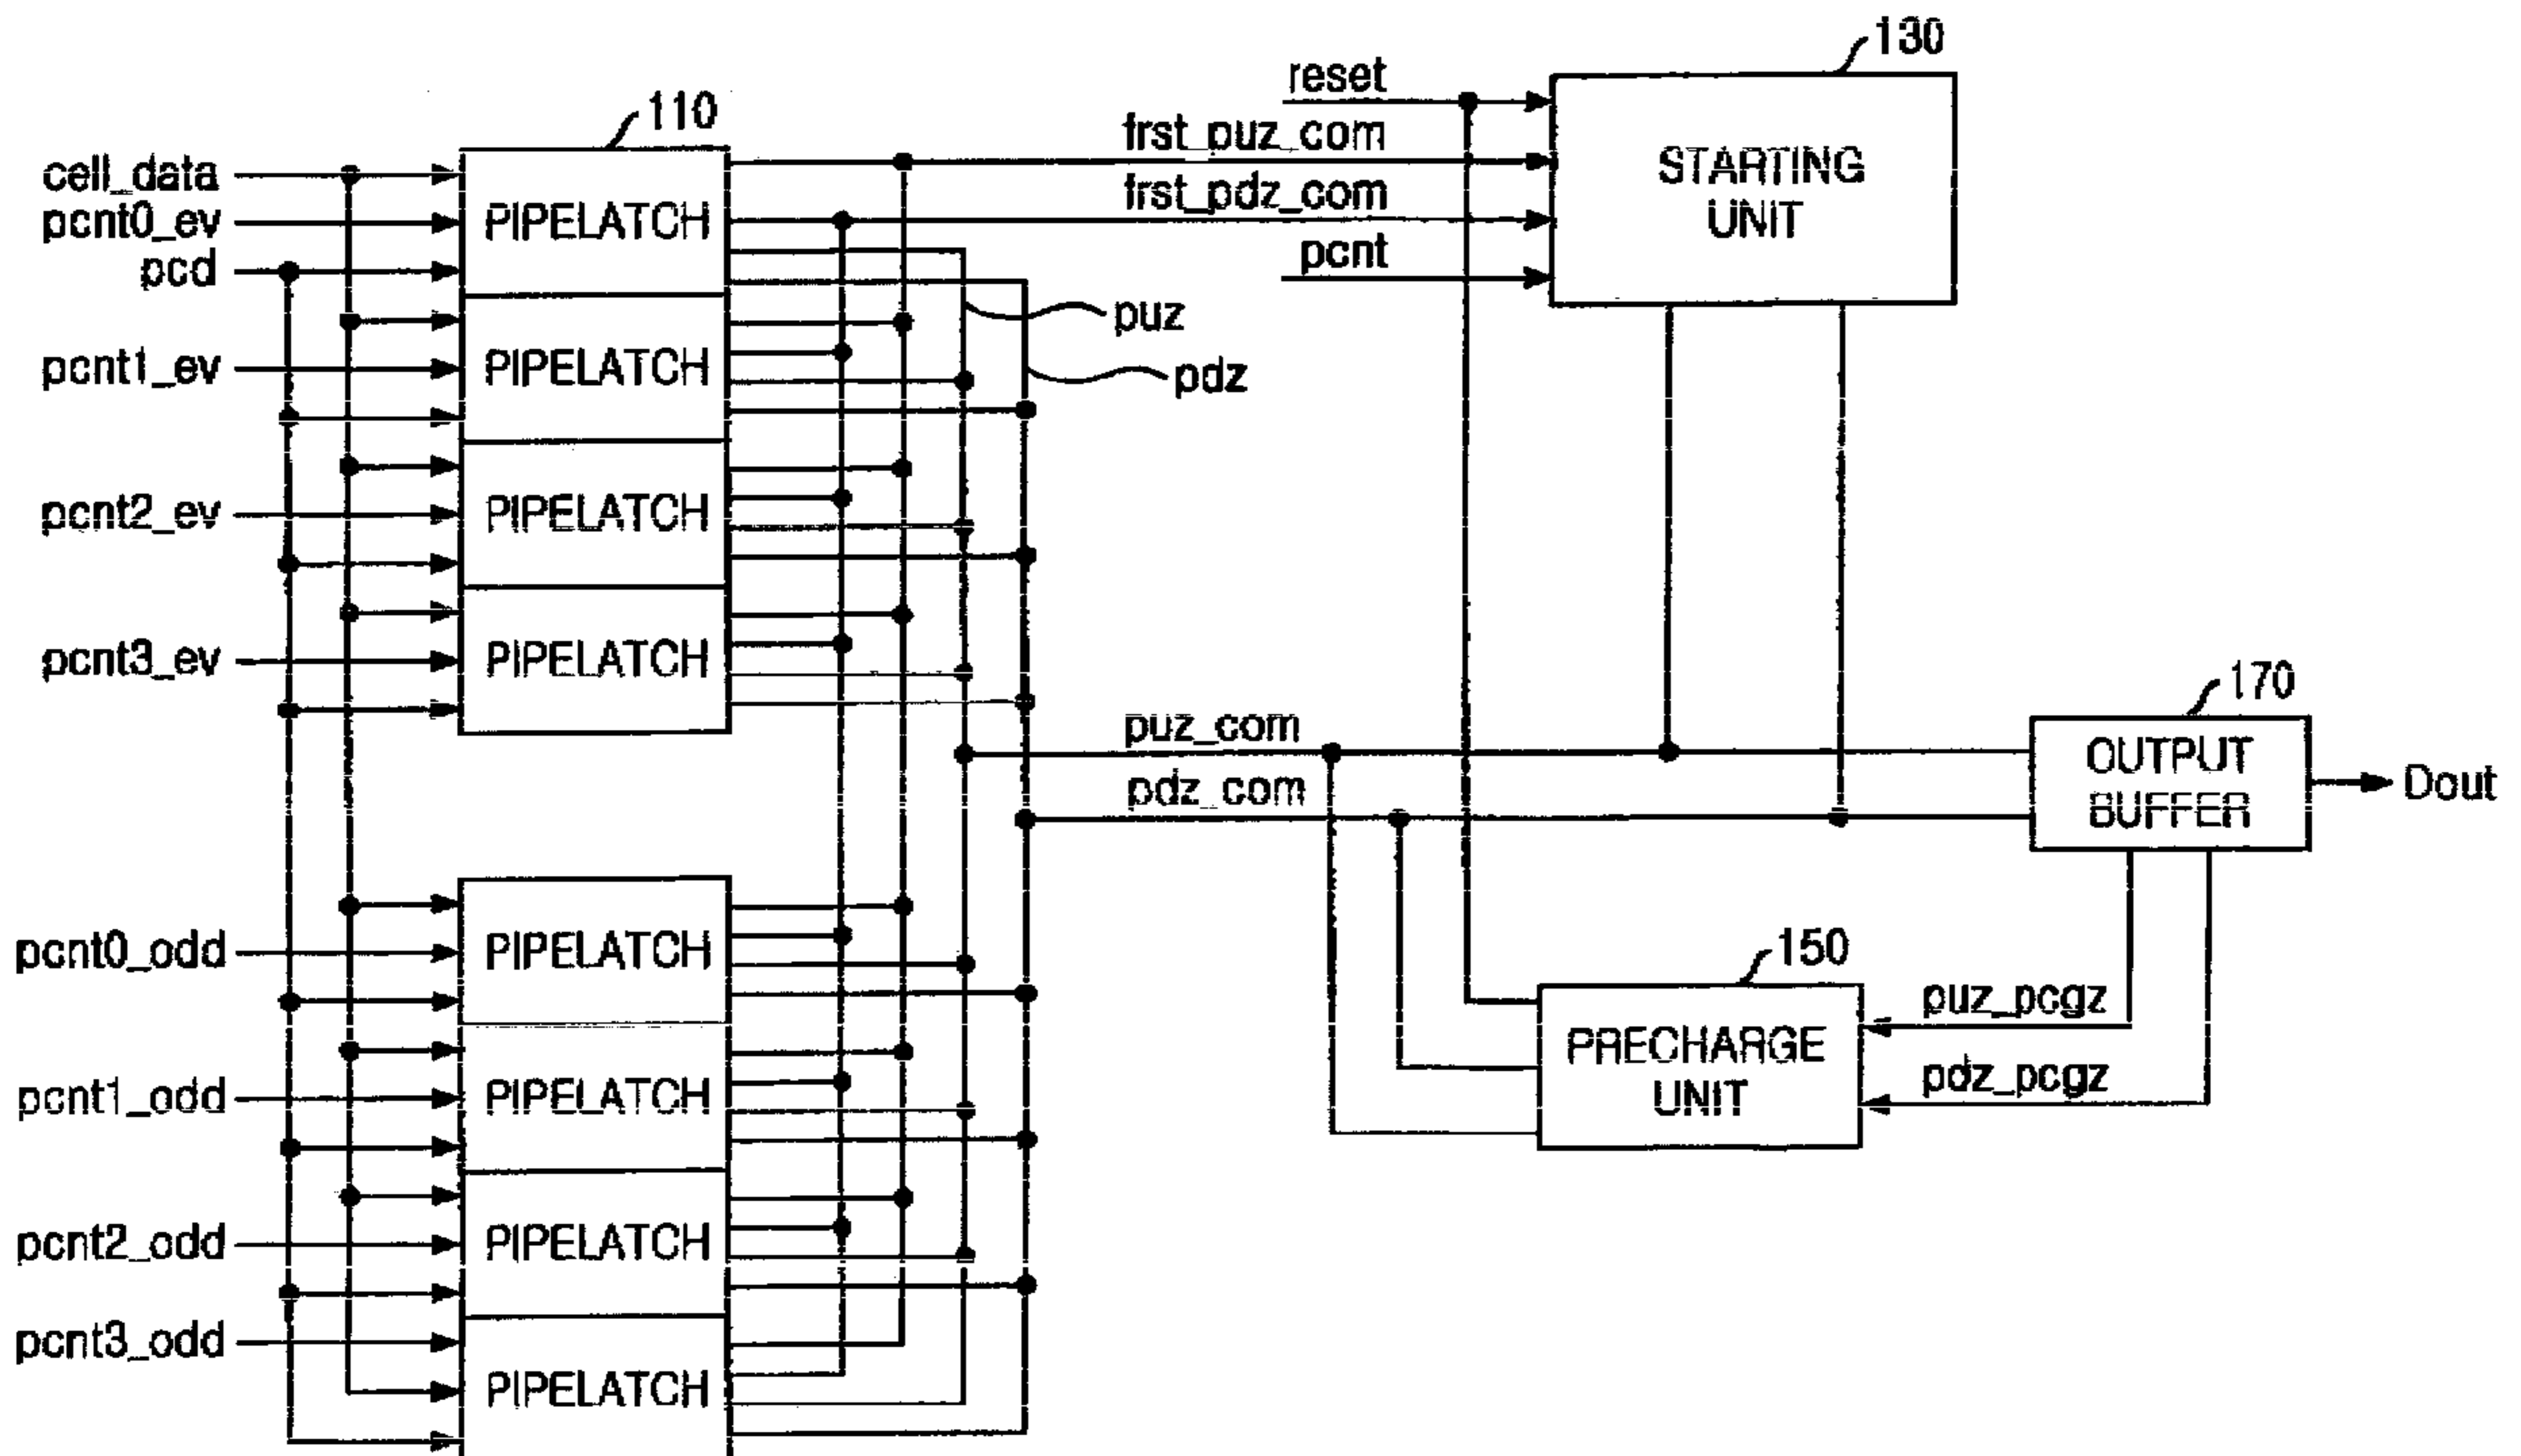 130
reset
110
frst_puz_com
cell_data
STARTING
UNIT
frst_pdz_com
pcnt0_ev
PIPELATCH
pcd
pcnt
puz
pcnt1_ev
PIPELATCH
pdz
pcnt2_ev
PIPELATCH
pcnt3_ev
PIPELATCH
170
puz_com
OUTPUT
BUFFER
Dout
pdz_com
pcnt0_odd
PIPELATCH
150
puz_pcgz
PRECHARGE
UNIT
pdz_pcgz
pcnt1_odd
PIPELATCH
pcnt2_odd
PIPELATCH
pcnt3_odd
PIPELATCH